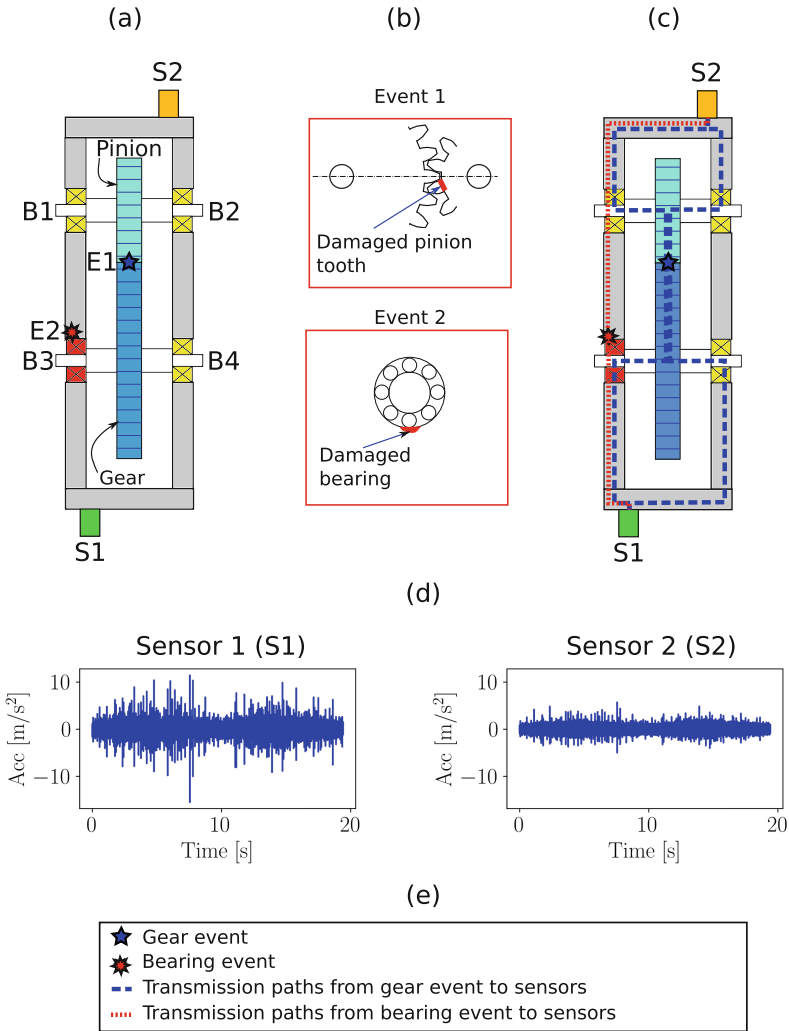 (a)
S2
Pinion
B1
B2
E1
E2
B3
B4
Gear
S1
(b)
Event 1
Damaged pinion
tooth
Event 2
Damaged
bearing
(c)
S2
S1
(d)
Sensor 1 (S1)
Acc [m/s²]
10
0
−10
0
10
20
Time [s]
Sensor 2 (S2)
Acc [m/s²]
10
0
−10
0
10
20
Time [s]
(e)
Gear event
Bearing event
Transmission paths from gear event to sensors
Transmission paths from bearing event to sensors